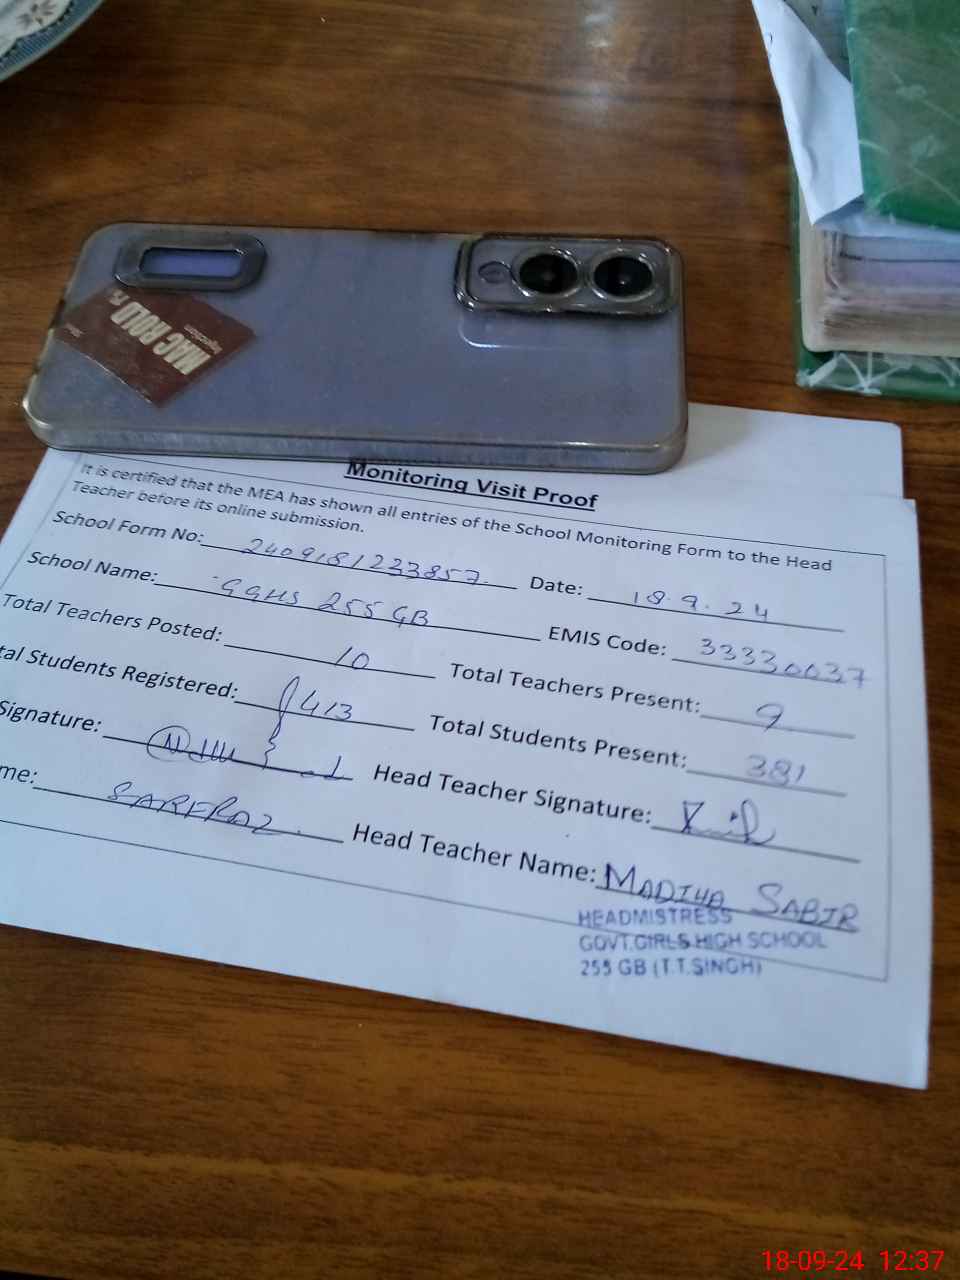 MAC ROLD
Monitoring Visit Proof
It is certified that the MEA has shown all entries of the School Monitoring Form to the Head
Teacher before its online submission.
School Form No: 2409181233857 Date: 18.9.24
School Name: GGHS 255 GB EMIS Code: 33330037
Total Teachers Posted: 10 Total Teachers Present: 9
tal Students Registered: 413 Total Students Present: 381
Signature: Head Teacher Signature:
me: SARFRAZ Head Teacher Name: MADIHA SABIR
HEADMISTRESS
GOVT.GIRLS HIGH SCHOOL
255 GB (T.T.SINGH)
18-09-24 12:37